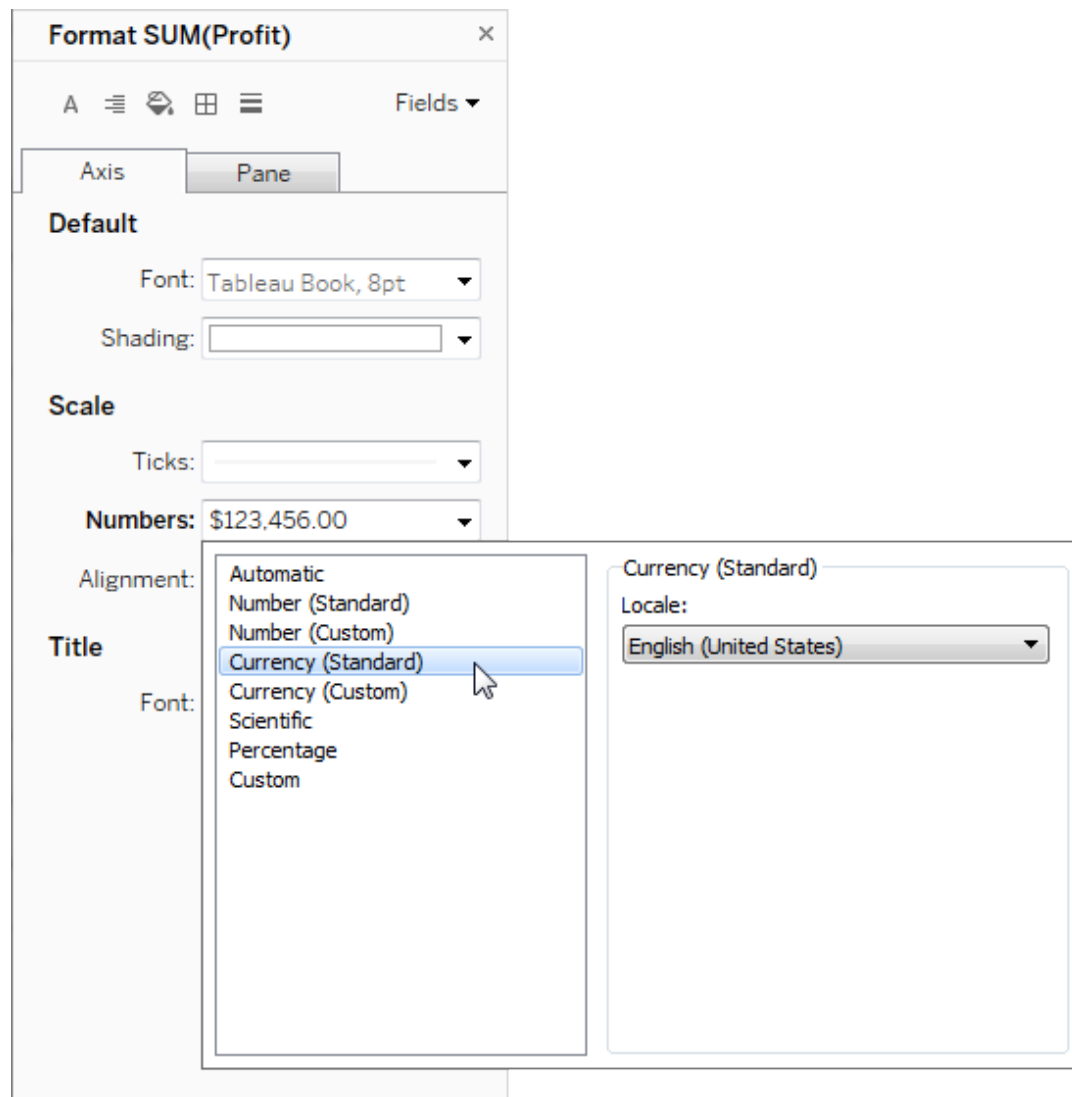 Format SUM(Profit)
A
Fields
Axis
Pane
Default
Font: Tableau Book, 8pt
Shading:
Scale
Ticks:
Numbers: $123,456.00
Alignment:
Title
Font:
Automatic
Number (Standard)
Number (Custom)
Currency (Standard)
Currency (Custom)
Scientific
Percentage
Custom
Currency (Standard)
Locale:
English (United States)